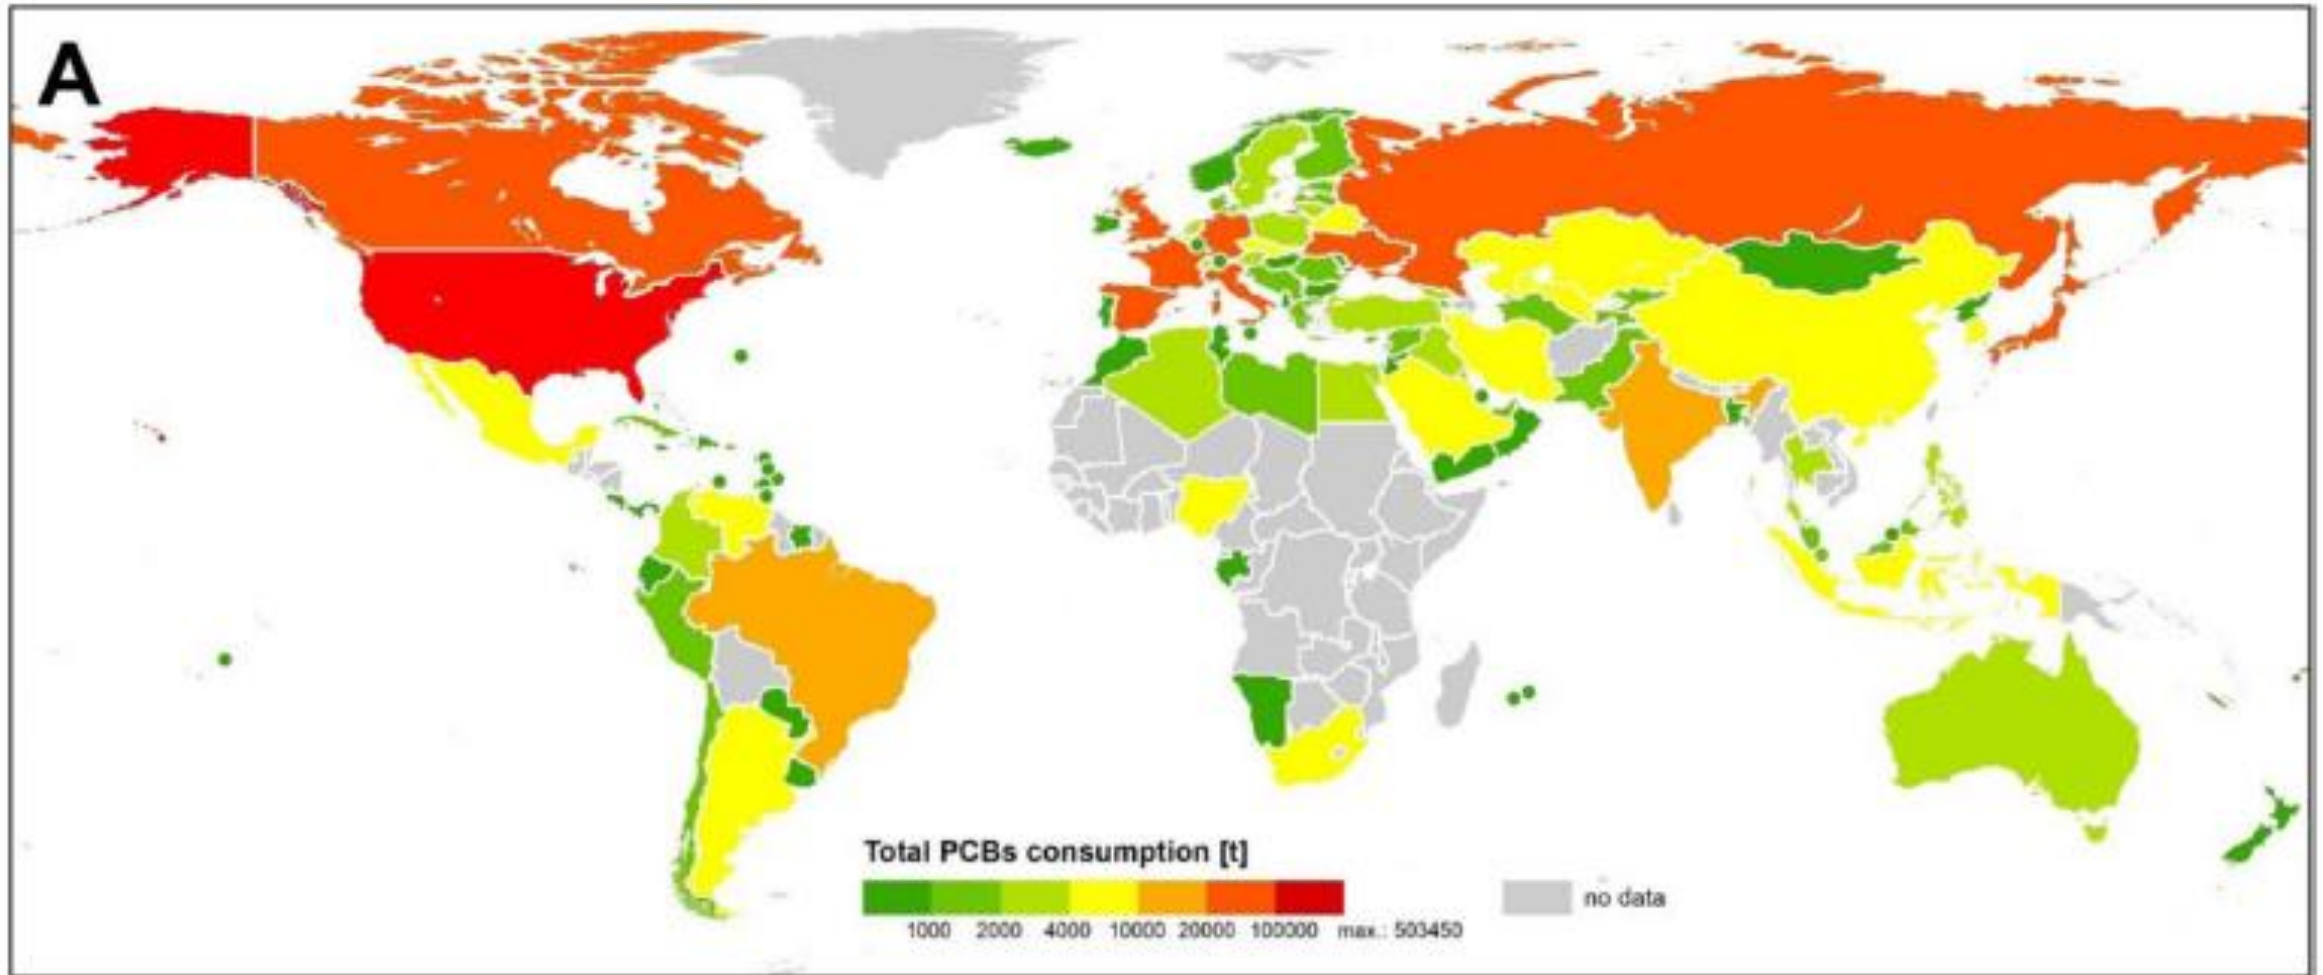 A
Total PCBs consumption [t]
1000 2000 4000 10000 20000 100000 max.: 503450
no data